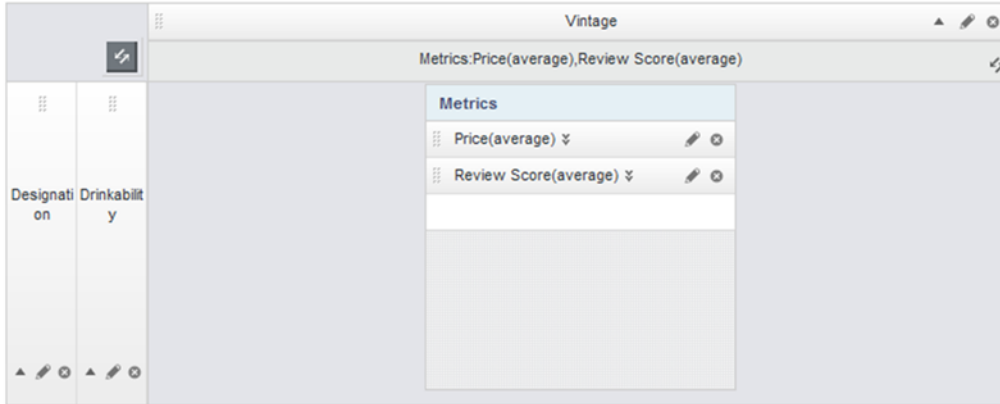 Vintage
Metrics:Price(average),Review Score(average)
Metrics
Price(average)
Review Score(average)
Designati
on
Drinkabilit
y